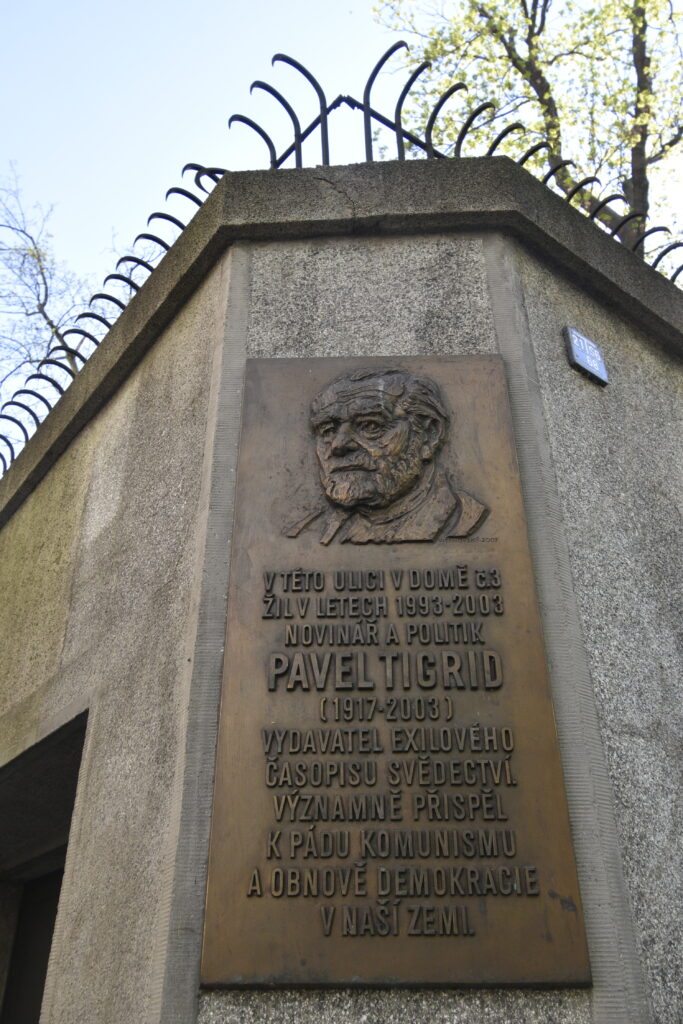 V TÉTO ULICI V DOMĚ č.3
ŽIL V LETECH 1993-2003
NOVINÁŘ A POLITIK
PAVEL TIGRID
(1917-2003)
VYDAVATEL EXILOVÉHO
ČASOPISU SVĚDECTVÍ.
VÝZNAMNĚ PŘISPĚL
K PÁDU KOMUNISMU
A OBNOVĚ DEMOKRACIE
V NAŠÍ ZEMI.